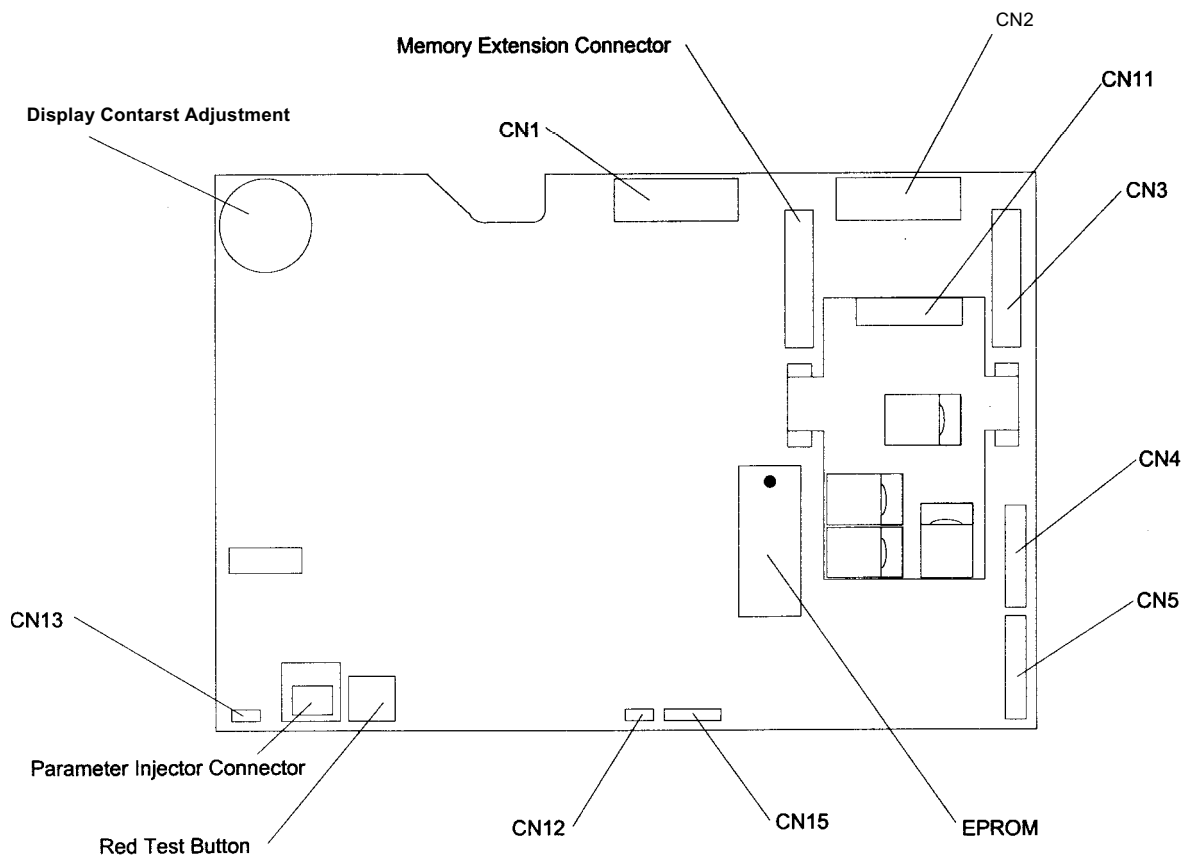 CN2
Memory Extension Connector
CN11
Display Contarst Adjustment
CN1
CN3
CN4
CN5
CN13
Parameter Injector Connector
CN12
CN15
EPROM
Red Test Button